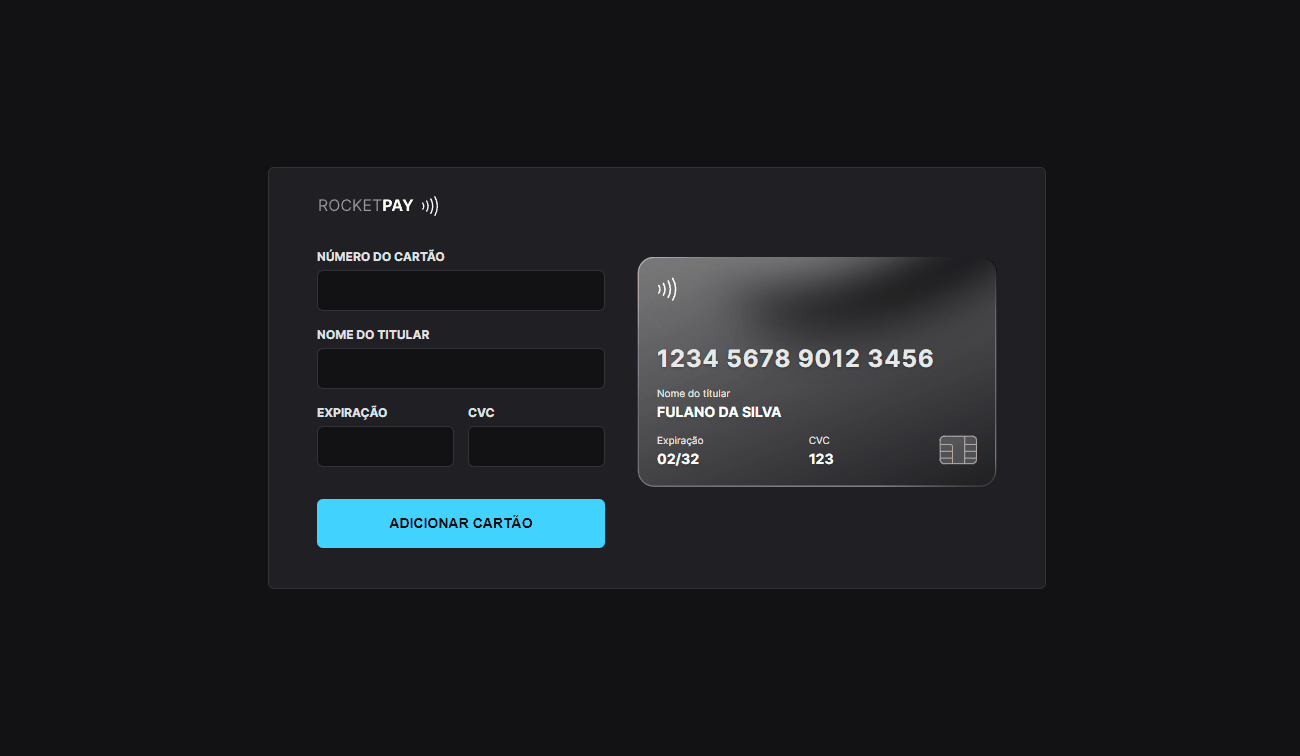 ROCKETPAY
NÚMERO DO CARTÃO
NOME DO TITULAR
EXPIRAÇÃO CVC
ADICIONAR CARTÃO
1234 5678 9012 3456
Nome do titular
FULANO DA SILVA
Expiração CVC
02/32 123